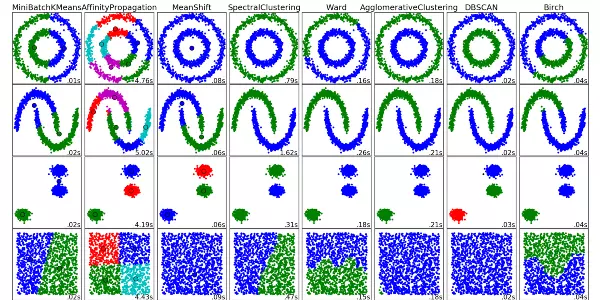 MiniBatchKMeans AffinityPropagation MeanShift SpectralClustering Ward AgglomerativeClustering DBSCAN Birch
.01s 4.76s .08s .79s .16s .18s .02s .04s
.02s 5.02s .06s 1.62s .26s .21s .02s .04s
.02s 4.19s .06s .31s .18s .21s .03s .04s
.02s 4.43s .09s .47s .15s .18s .02s .04s